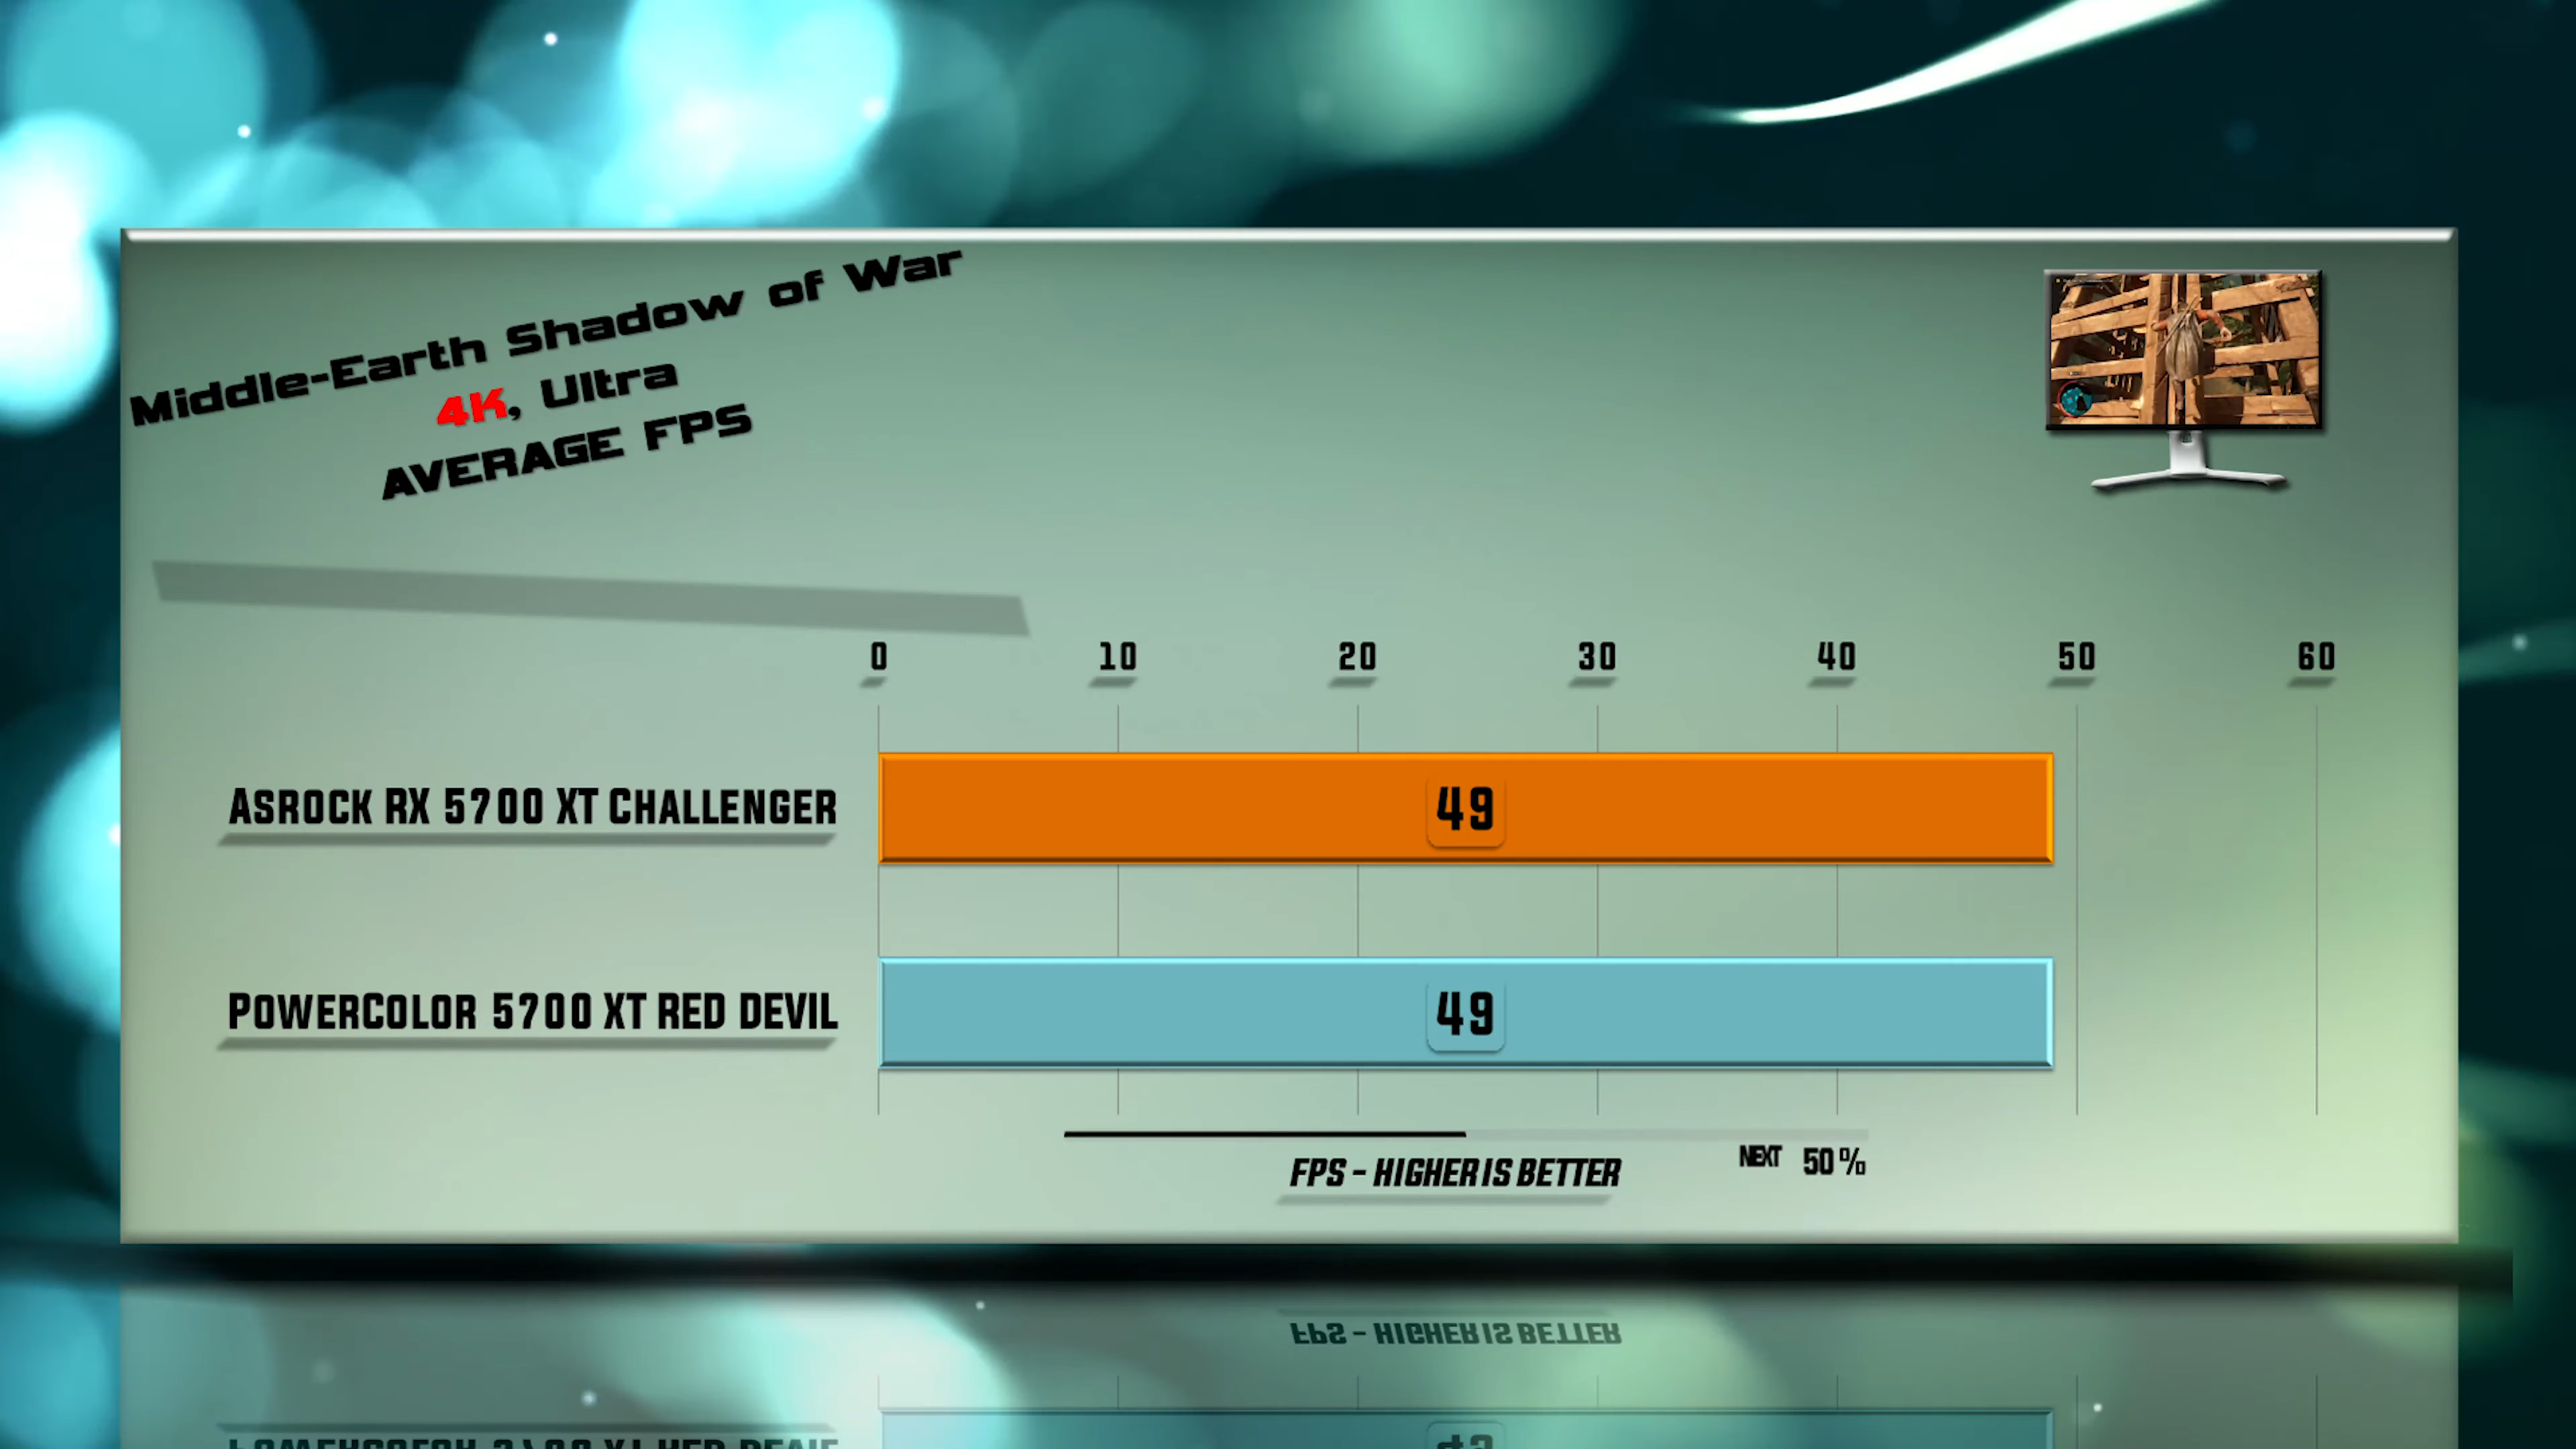 Middle-Earth Shadow of War
4K, Ultra
AVERAGE FPS
0 10 20 30 40 50 60
ASROCK RX 5700 XT CHALLENGER 49
POWERCOLOR 5700 XT RED DEVIL 49
FPS - HIGHER IS BETTER
NEXT 50%